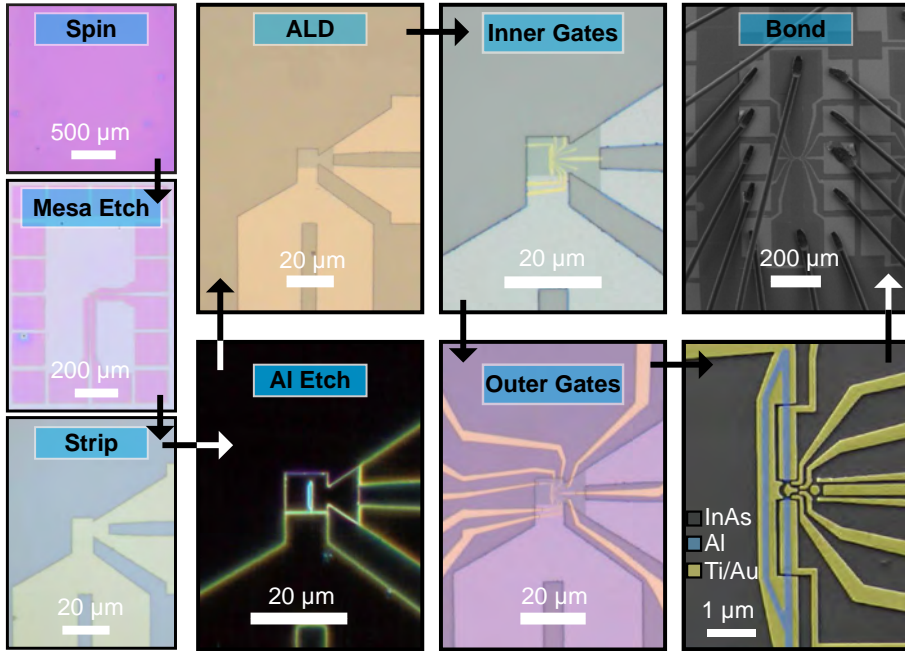 Spin
500 µm
Mesa Etch
200 µm
Strip
20 µm
Al Etch
20 µm
ALD
20 µm
Inner Gates
20 µm
Outer Gates
20 µm
InAs
Al
Ti/Au
1 µm
Bond
200 µm